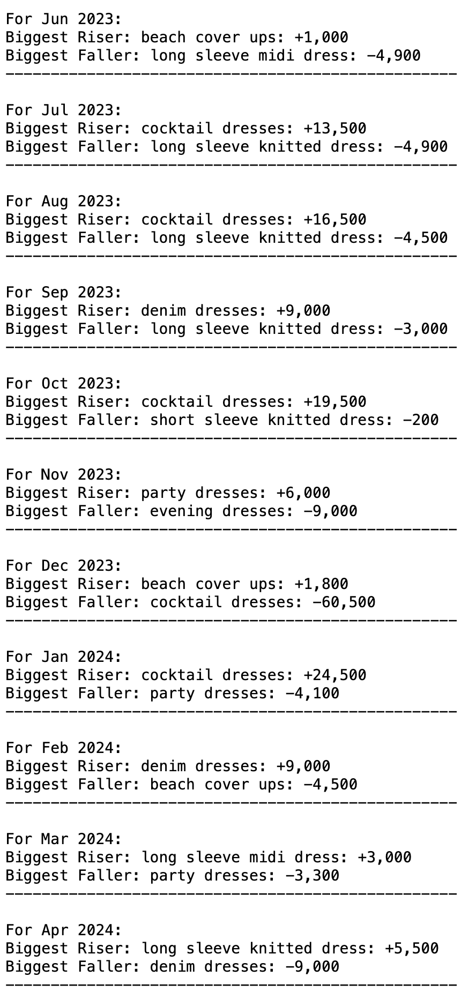 For Jun 2023:
Biggest Riser: beach cover ups: +1,000
Biggest Faller: long sleeve midi dress: −4,900
--------------------------------------------------
For Jul 2023:
Biggest Riser: cocktail dresses: +13,500
Biggest Faller: long sleeve knitted dress: −4,900
--------------------------------------------------
For Aug 2023:
Biggest Riser: cocktail dresses: +16,500
Biggest Faller: long sleeve knitted dress: −4,500
--------------------------------------------------
For Sep 2023:
Biggest Riser: denim dresses: +9,000
Biggest Faller: long sleeve knitted dress: −3,000
--------------------------------------------------
For Oct 2023:
Biggest Riser: cocktail dresses: +19,500
Biggest Faller: short sleeve knitted dress: −200
--------------------------------------------------
For Nov 2023:
Biggest Riser: party dresses: +6,000
Biggest Faller: evening dresses: −9,000
--------------------------------------------------
For Dec 2023:
Biggest Riser: beach cover ups: +1,800
Biggest Faller: cocktail dresses: −60,500
--------------------------------------------------
For Jan 2024:
Biggest Riser: cocktail dresses: +24,500
Biggest Faller: party dresses: −4,100
--------------------------------------------------
For Feb 2024:
Biggest Riser: denim dresses: +9,000
Biggest Faller: beach cover ups: −4,500
--------------------------------------------------
For Mar 2024:
Biggest Riser: long sleeve midi dress: +3,000
Biggest Faller: party dresses: −3,300
--------------------------------------------------
For Apr 2024:
Biggest Riser: long sleeve knitted dress: +5,500
Biggest Faller: denim dresses: −9,000
--------------------------------------------------